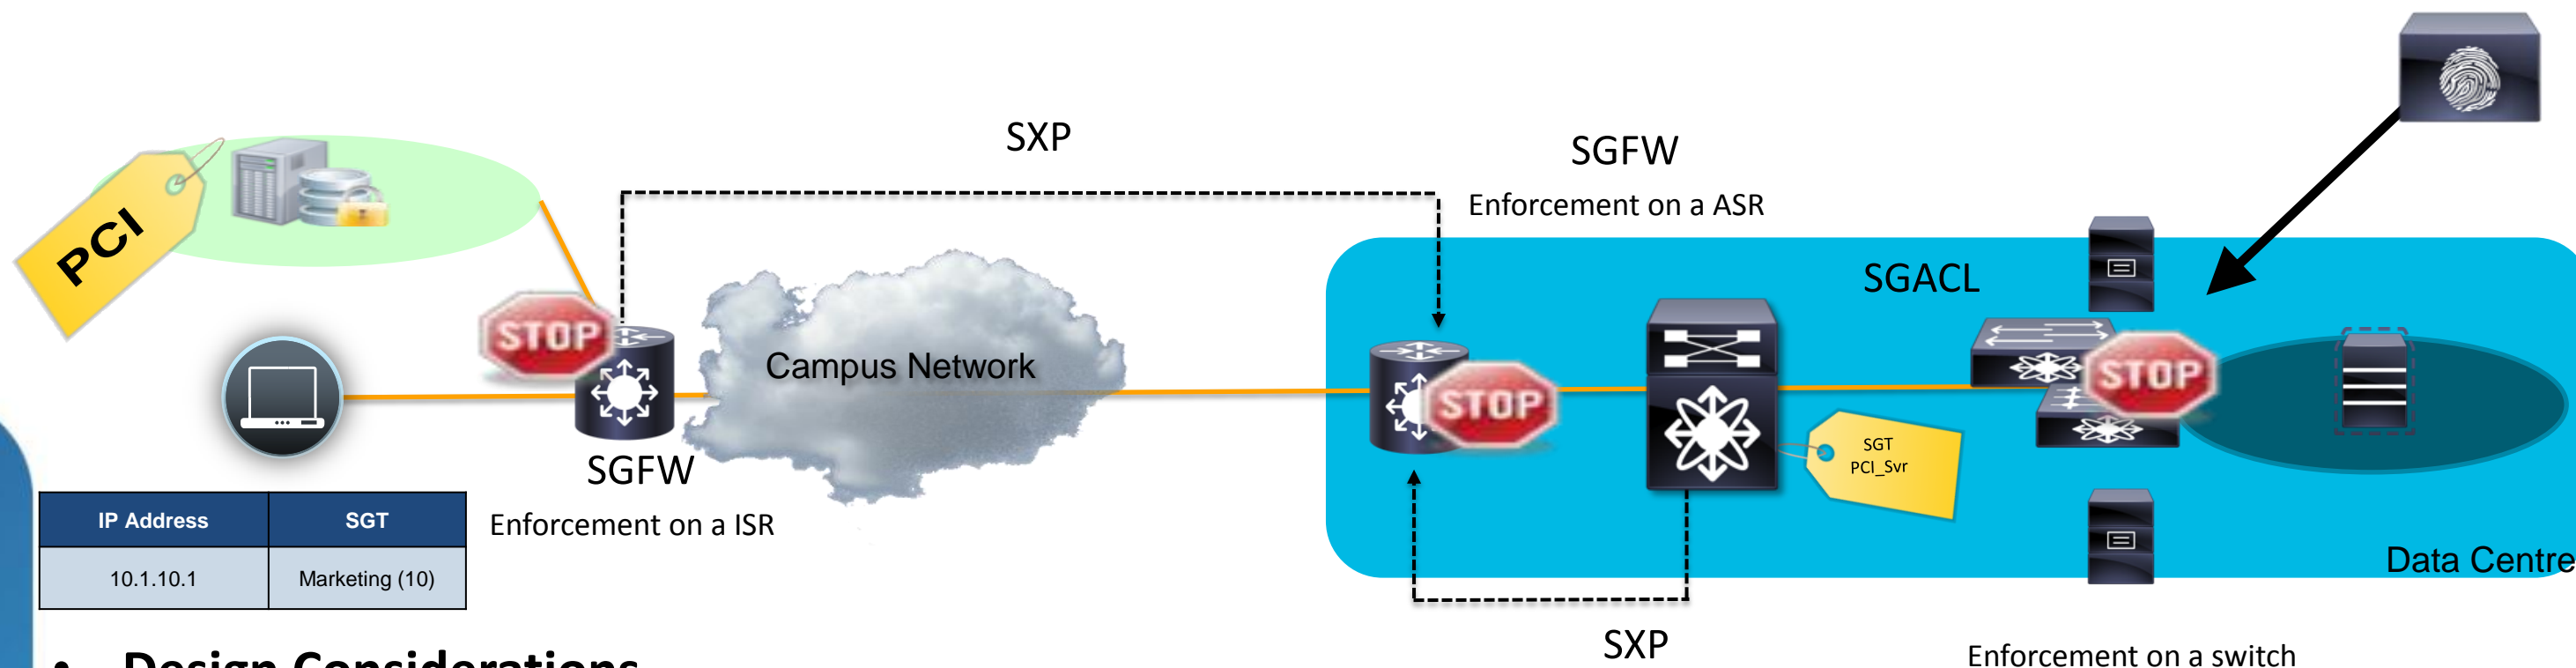 SXP
SGFW
Enforcement on a ASR
PCI
SGACL
STOP
Campus Network
STOP
STOP
SGT
PCI_Svr
SGFW
Enforcement on a ISR
IP Address SGT
10.1.10.1 Marketing (10)
Data Centre
SXP
Enforcement on a switch
• Design Considerations